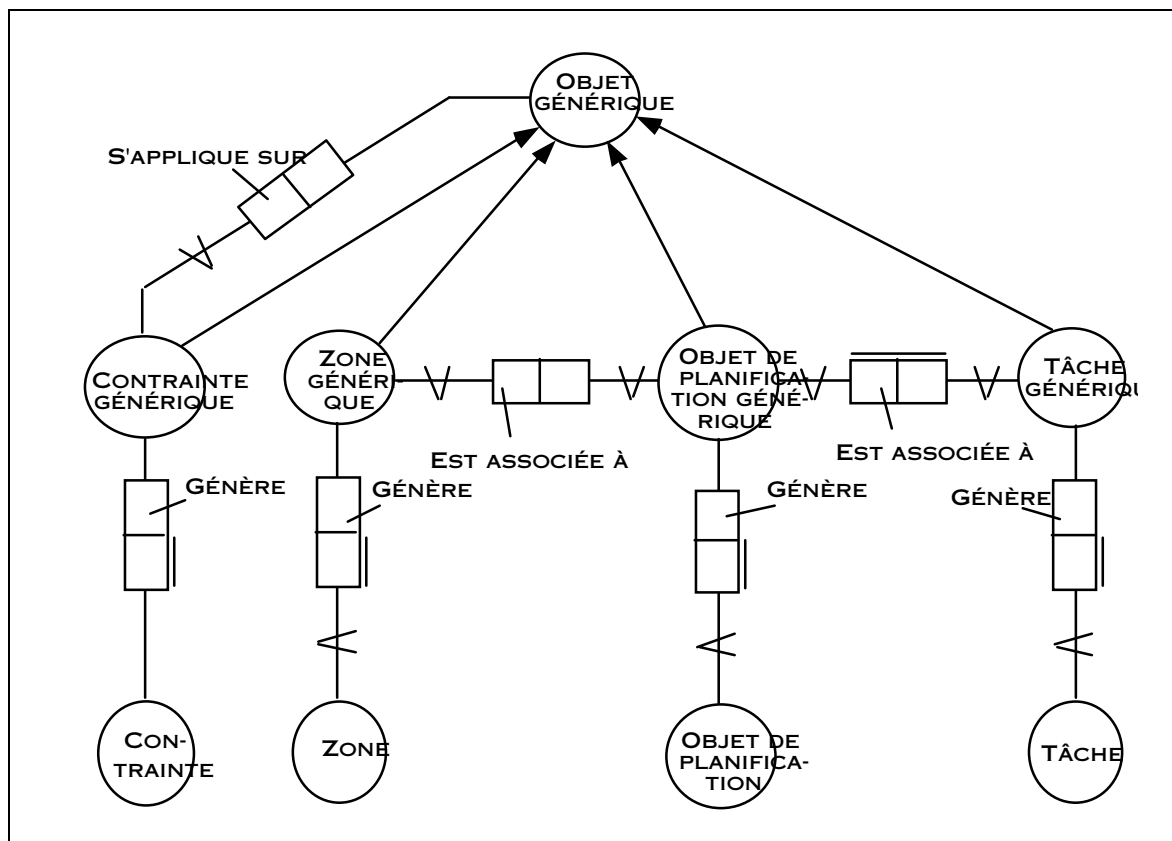 OBJET
GÉNÉRIQUE
S'APPLIQUE SUR
CONTRAINTE
GÉNÉRIQUE
ZONE
GÉNÉRI-
QUE
OBJET DE
PLANIFICA-
TION GÉNÉ-
RIQUE
TÂCHE
GÉNÉRIQU
EST ASSOCIÉE À
EST ASSOCIÉE À
GÉNÈRE
GÉNÈRE
GÉNÈRE
GÉNÈRE
CON-
TRAINTE
ZONE
OBJET DE
PLANIFICA-
TION
TÂCHE